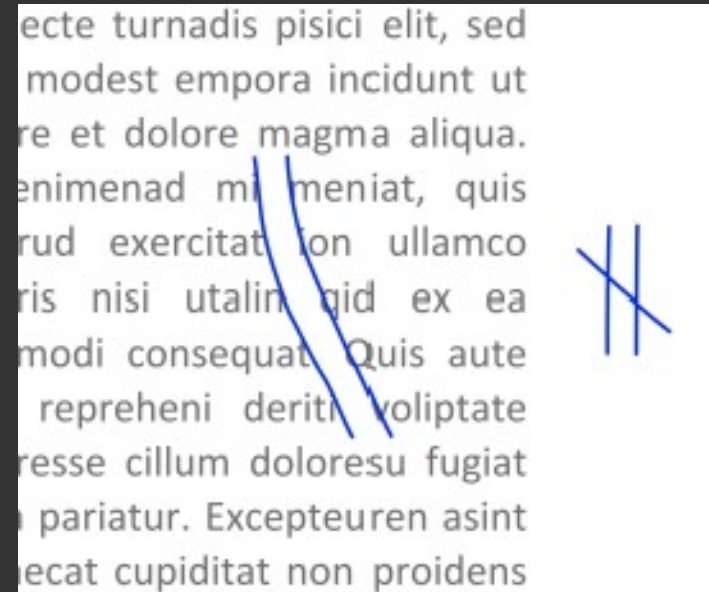 ecte turnadis pisici elit, sed
modest empora incidunt ut
re et dolore magma aliqua.
enimenad mi meniat, quis
rud exercitat ion ullamco
ris nisi utalin qid ex ea
modi consequat Quis aute
repreheni deriti voliptate
resse cillum doloresu fugiat
pariatur. Excepteuren asint
ecat cupiditat non proidens